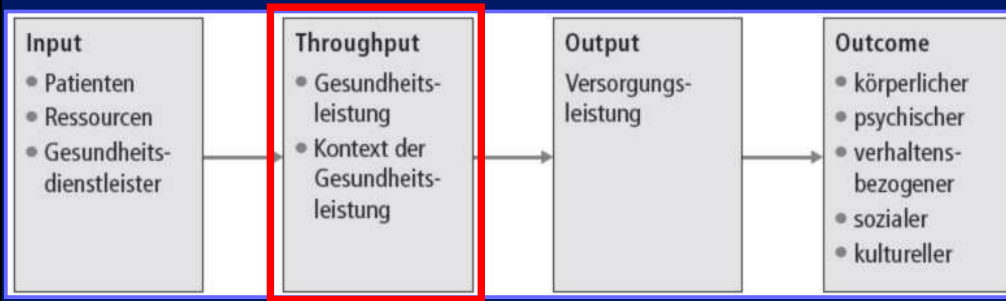 Input
• Patienten
• Ressourcen
• Gesundheits-
dienstleister
Throughput
• Gesundheits-
leistung
• Kontext der
Gesundheits-
leistung
Output
Versorgungs-
leistung
Outcome
• körperlicher
• psychischer
• verhaltens-
bezogener
• sozialer
• kultureller